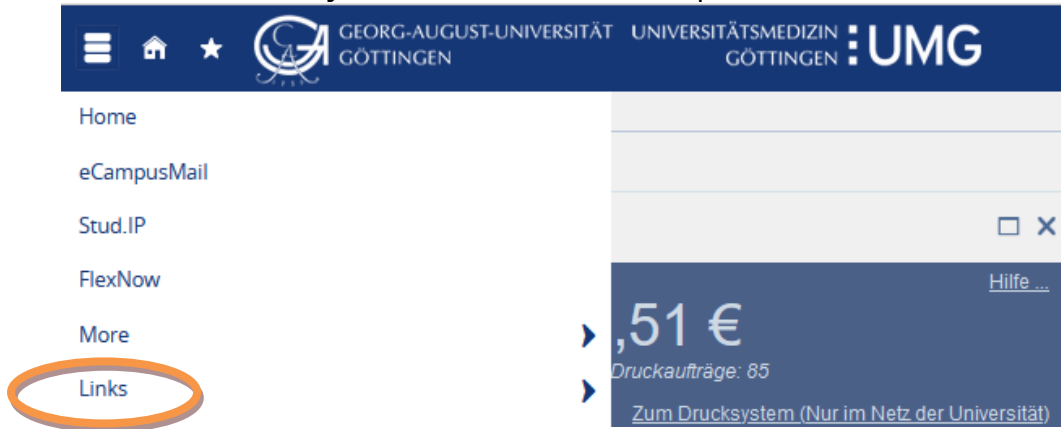 GEORG-AUGUST-UNIVERSITÄT
GÖTTINGEN
UNIVERSITÄTSMEDIZIN
GÖTTINGEN
UMG
Home
eCampusMail
Stud.IP
FlexNow
More
Links
Hilfe ...
,51 €
Druckaufträge: 85
Zum Drucksystem (Nur im Netz der Universität)